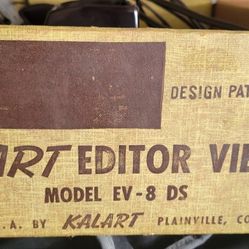 DESIGN PAT
ART EDITOR VIE
MODEL EV-8 DS
.A. BY KALART PLAINVILLE, CO